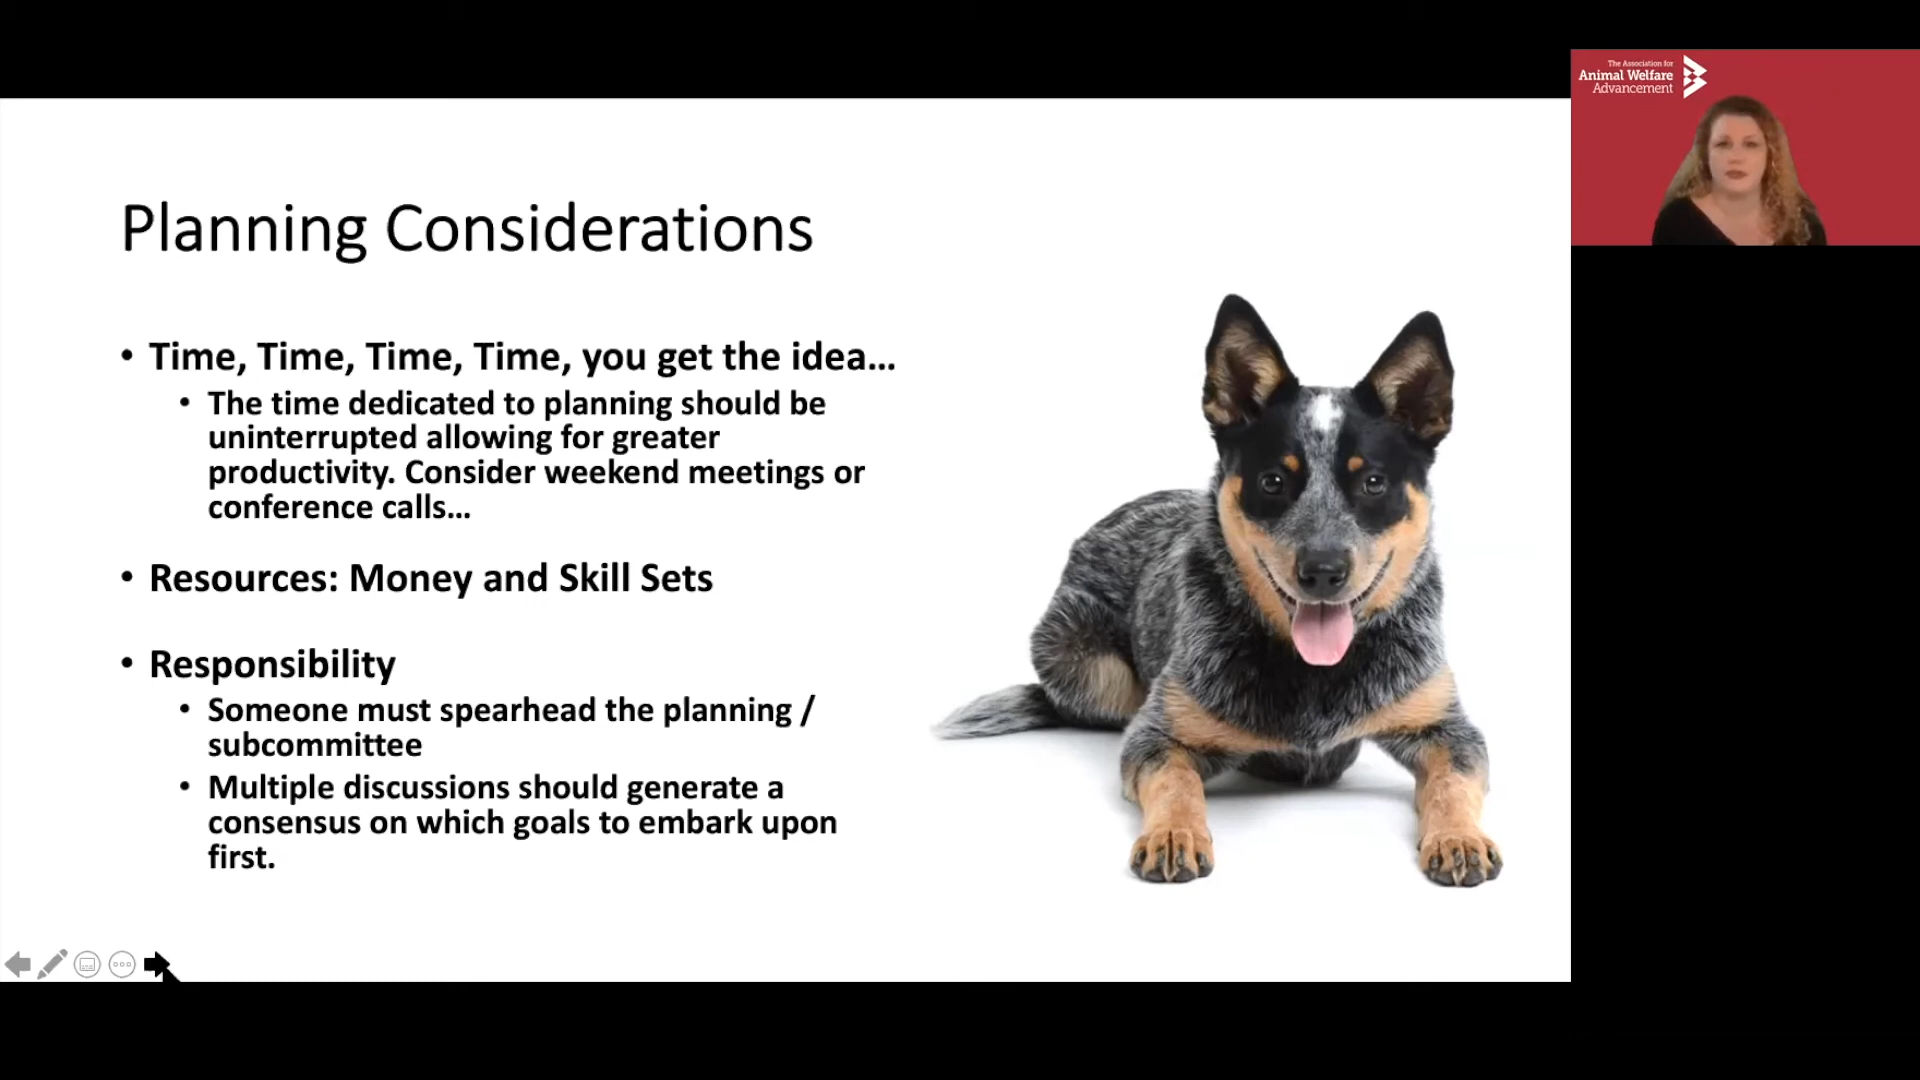 The Association for
Animal Welfare
Advancement
Planning Considerations
• Time, Time, Time, Time, you get the idea...
• The time dedicated to planning should be
uninterrupted allowing for greater
productivity. Consider weekend meetings or
conference calls...
• Resources: Money and Skill Sets
• Responsibility
• Someone must spearhead the planning /
subcommittee
• Multiple discussions should generate a
consensus on which goals to embark upon
first.